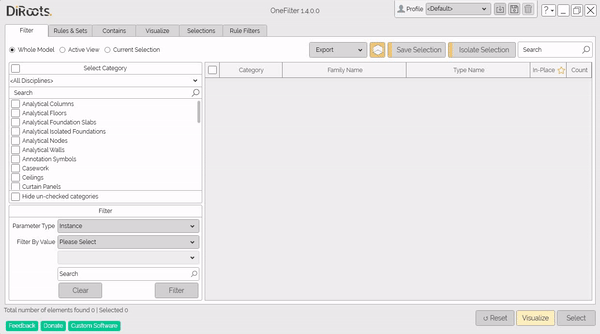 DiRoots
OneFilter 1.4.0.0
Profile <Default>
?
Filter Rules & Sets Contains Visualize Selections Rule Filters
Whole Model Active View Current Selection
Export Save Selection Isolate Selection Search
Select Category
<All Disciplines>
Search
Analytical Columns
Analytical Floors
Analytical Foundation Slabs
Analytical Isolated Foundations
Analytical Nodes
Analytical Walls
Annotation Symbols
Casework
Ceilings
Curtain Panels
Hide un-checked categories
Category Family Name Type Name In-Place Count
Filter
Parameter Type Instance
Filter By Value Please Select
Search
Clear Filter
Total number of elements found 0 | Selected 0
Feedback Donate Custom Software
Reset Visualize Select